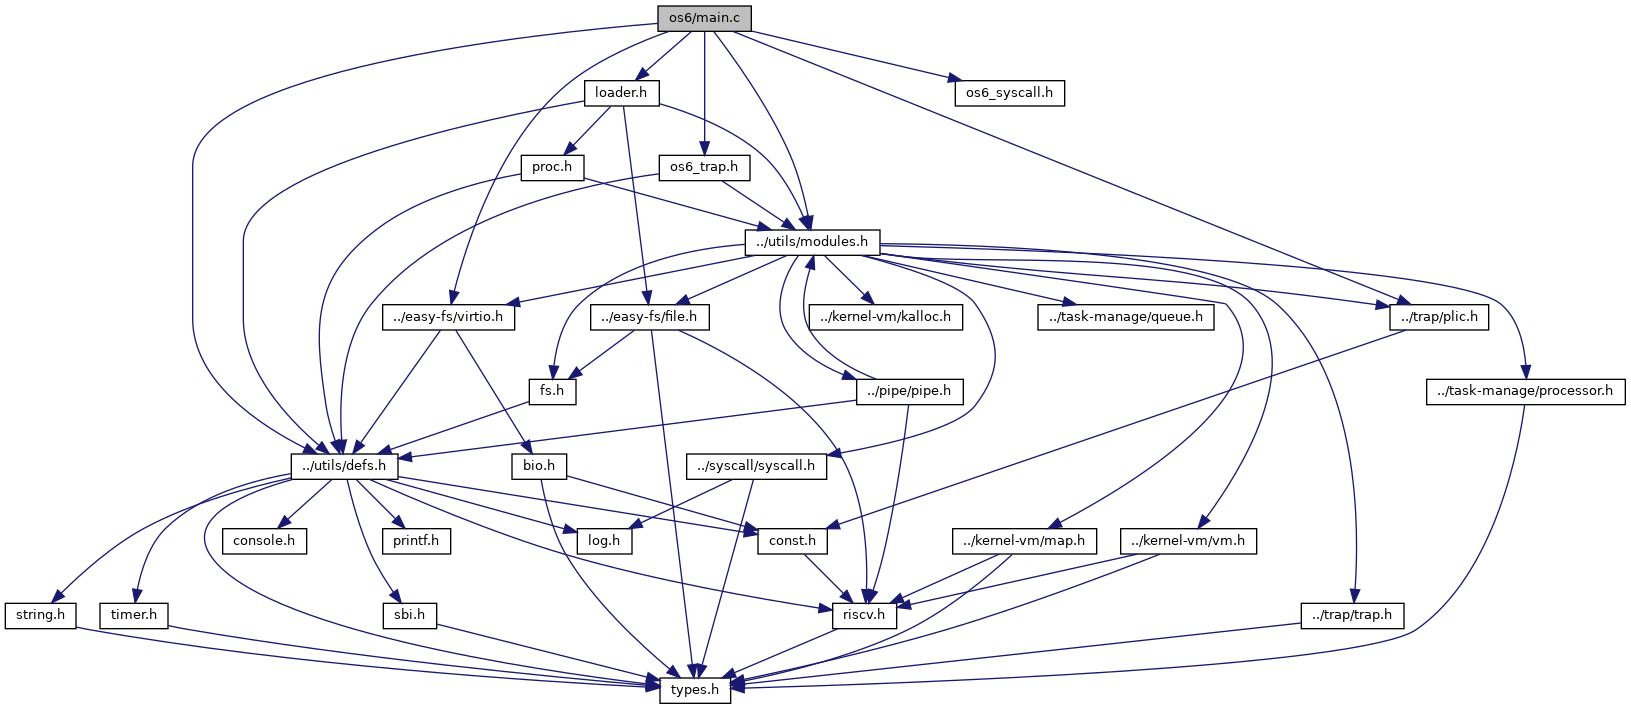 os6/main.c
loader.h
os6_syscall.h
proc.h
os6_trap.h
../utils/modules.h
../easy-fs/virtio.h
../easy-fs/file.h
../kernel-vm/kalloc.h
../task-manage/queue.h
../trap/plic.h
fs.h
../pipe/pipe.h
../task-manage/processor.h
../utils/defs.h
bio.h
../syscall/syscall.h
console.h
printf.h
log.h
const.h
../kernel-vm/map.h
../kernel-vm/vm.h
string.h
timer.h
sbi.h
riscv.h
../trap/trap.h
types.h